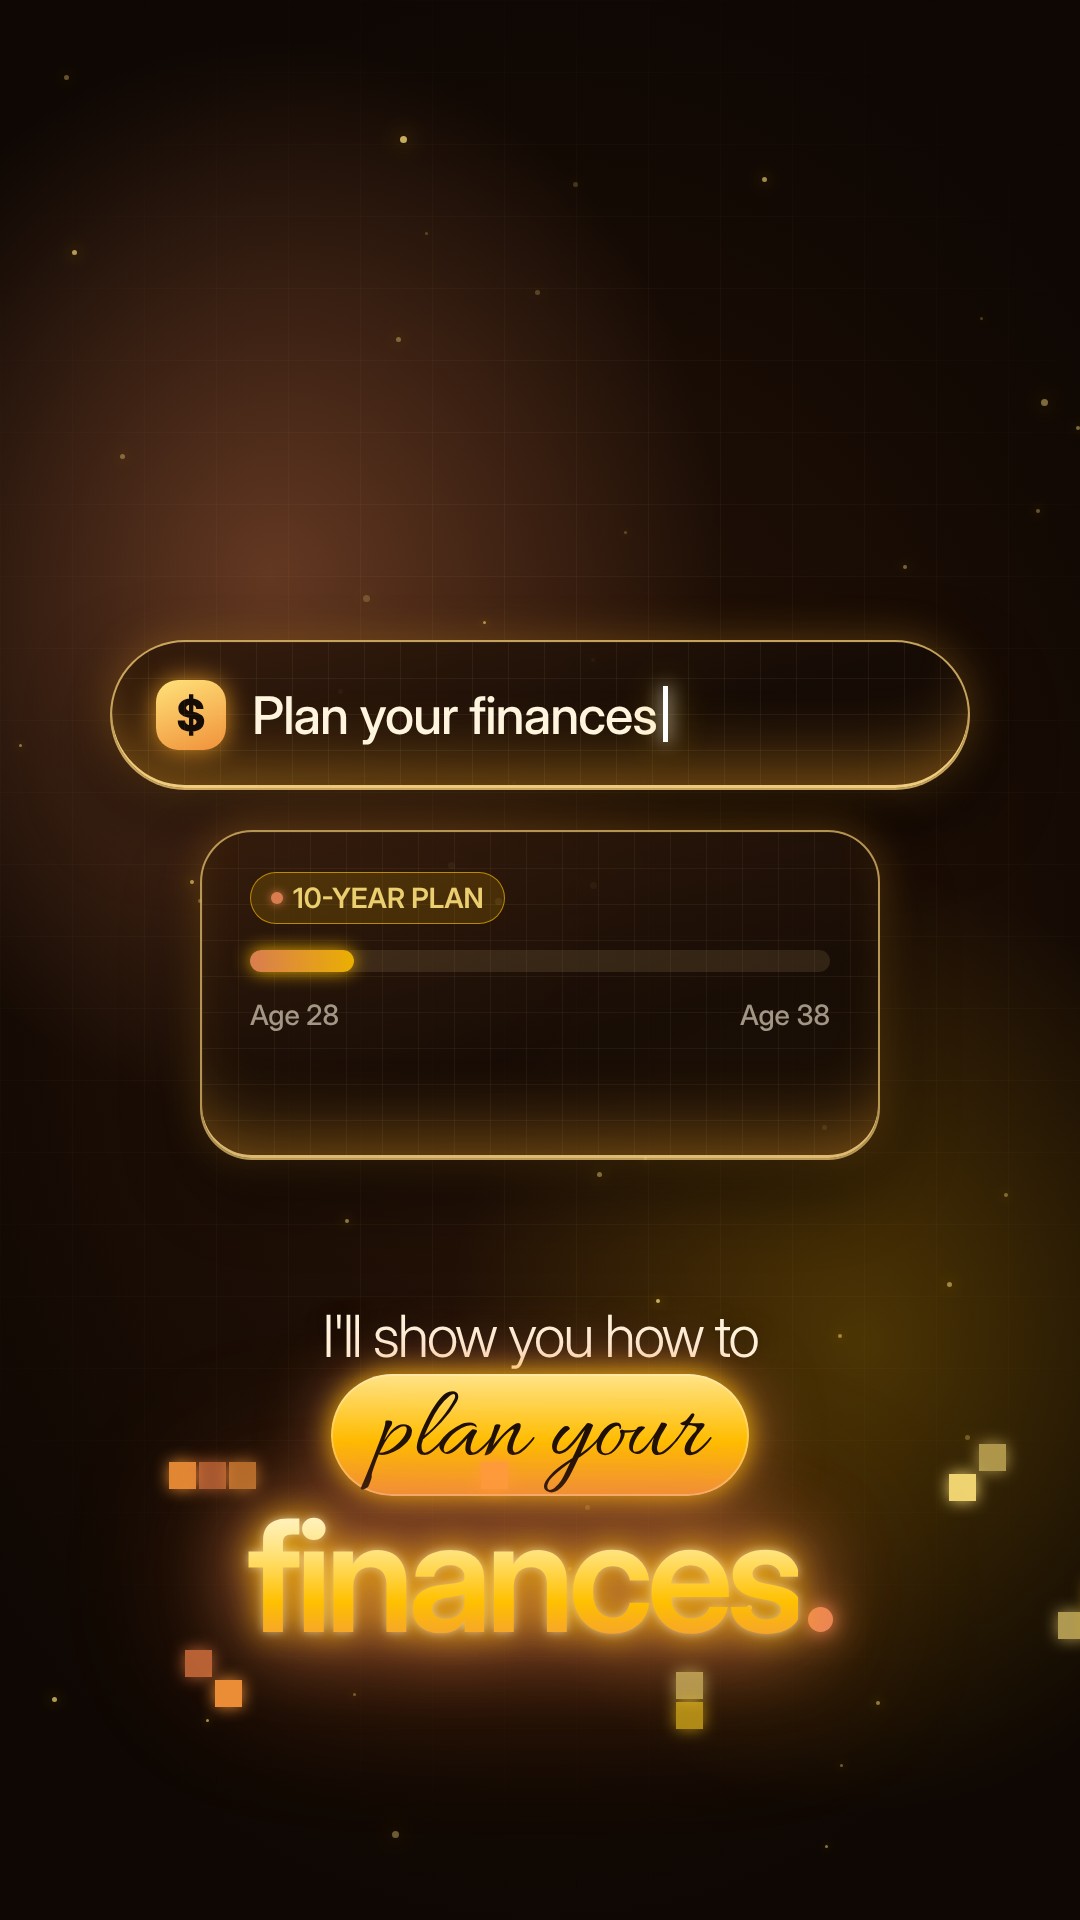 $ Plan your finances
10-YEAR PLAN
Age 28 Age 38
I'll show you how to
plan your
finances.